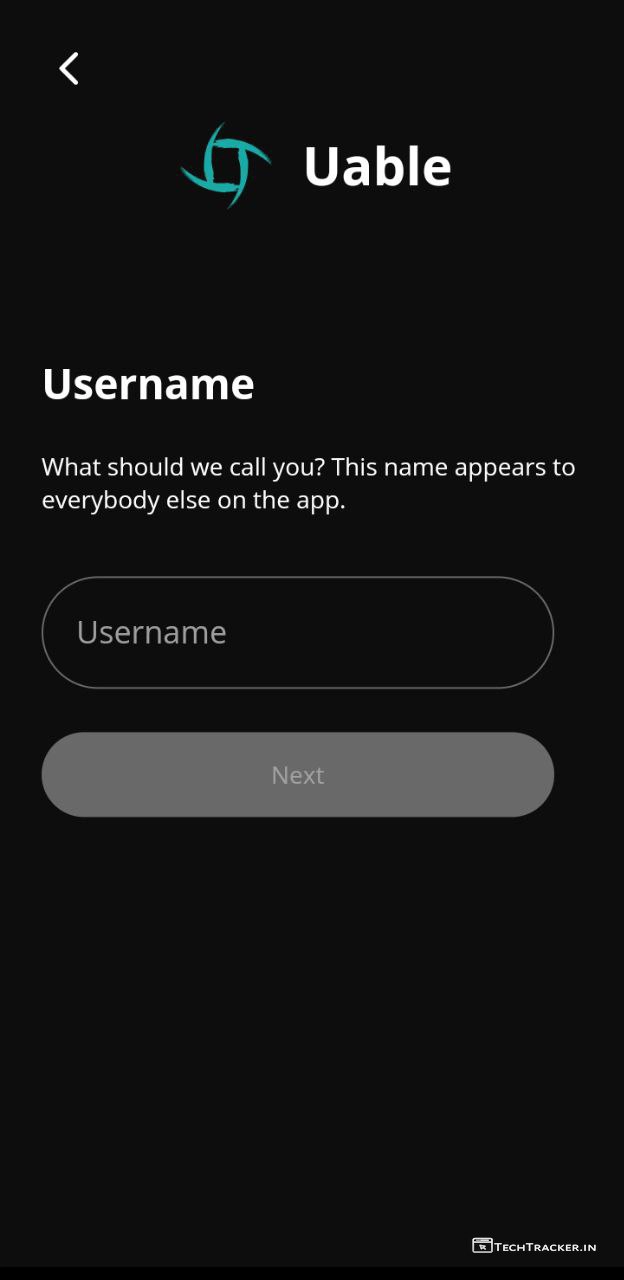 Uable
Username
What should we call you? This name appears to
everybody else on the app.
Username
Next
TECHTRACKER.IN